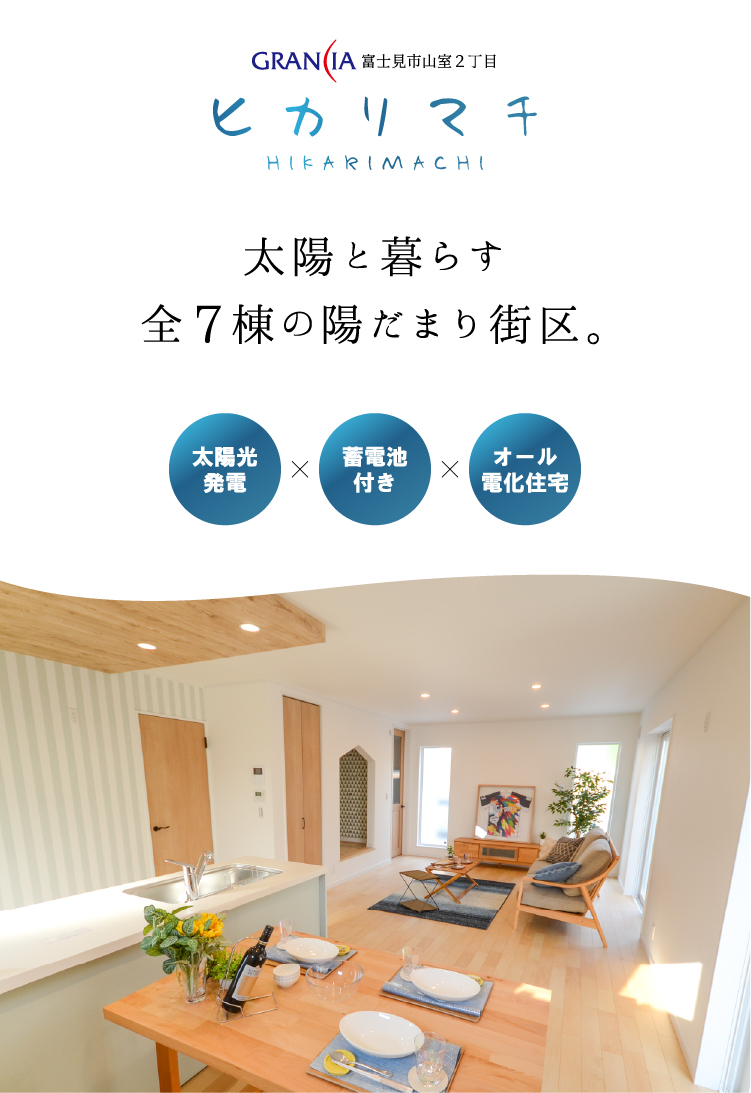 GRANCIA 富士見市山室２丁目
ヒカリマチ
HIKARIMACHI
太陽と暮らす
全７棟の陽だまり街区。
太陽光
発電
×
蓄電池
付き
×
オール
電化住宅